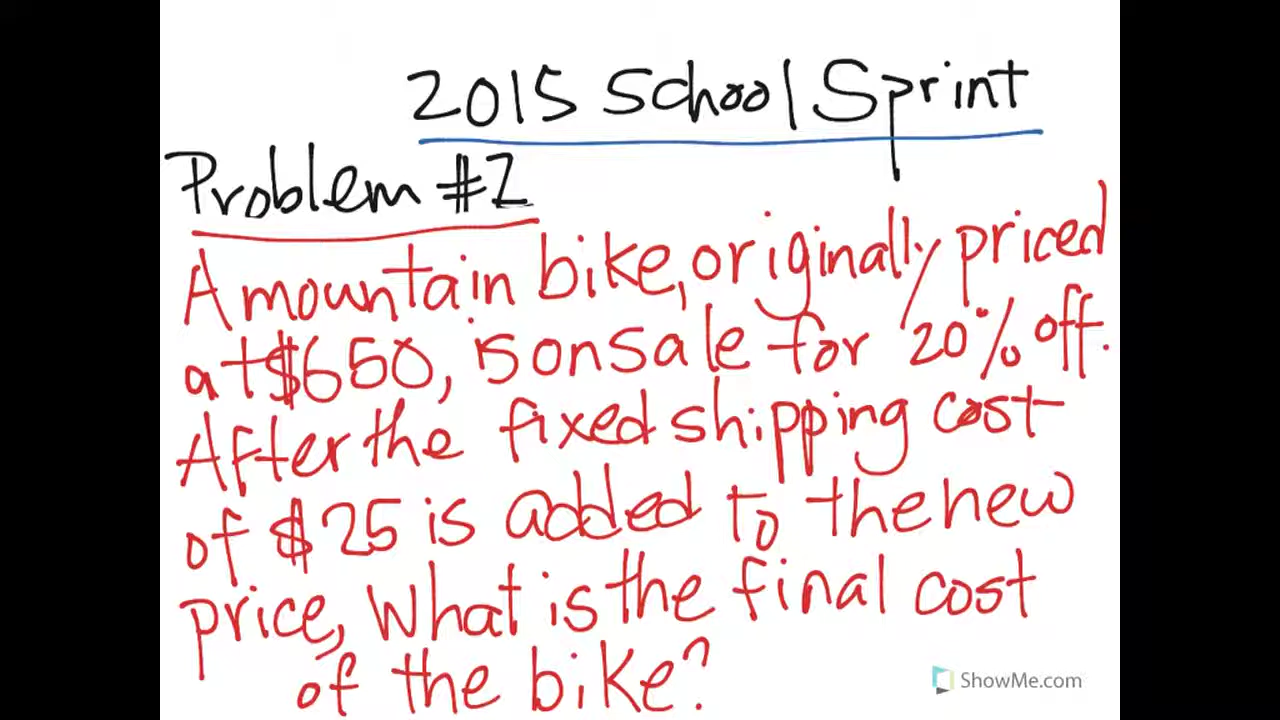 2015 School Sprint
Problem #2
A mountain bike, originally priced
at $650, is on sale for 20% off.
After the fixed shipping cost
of $25 is added to the new
price, What is the final cost
of the bike?
ShowMe.com